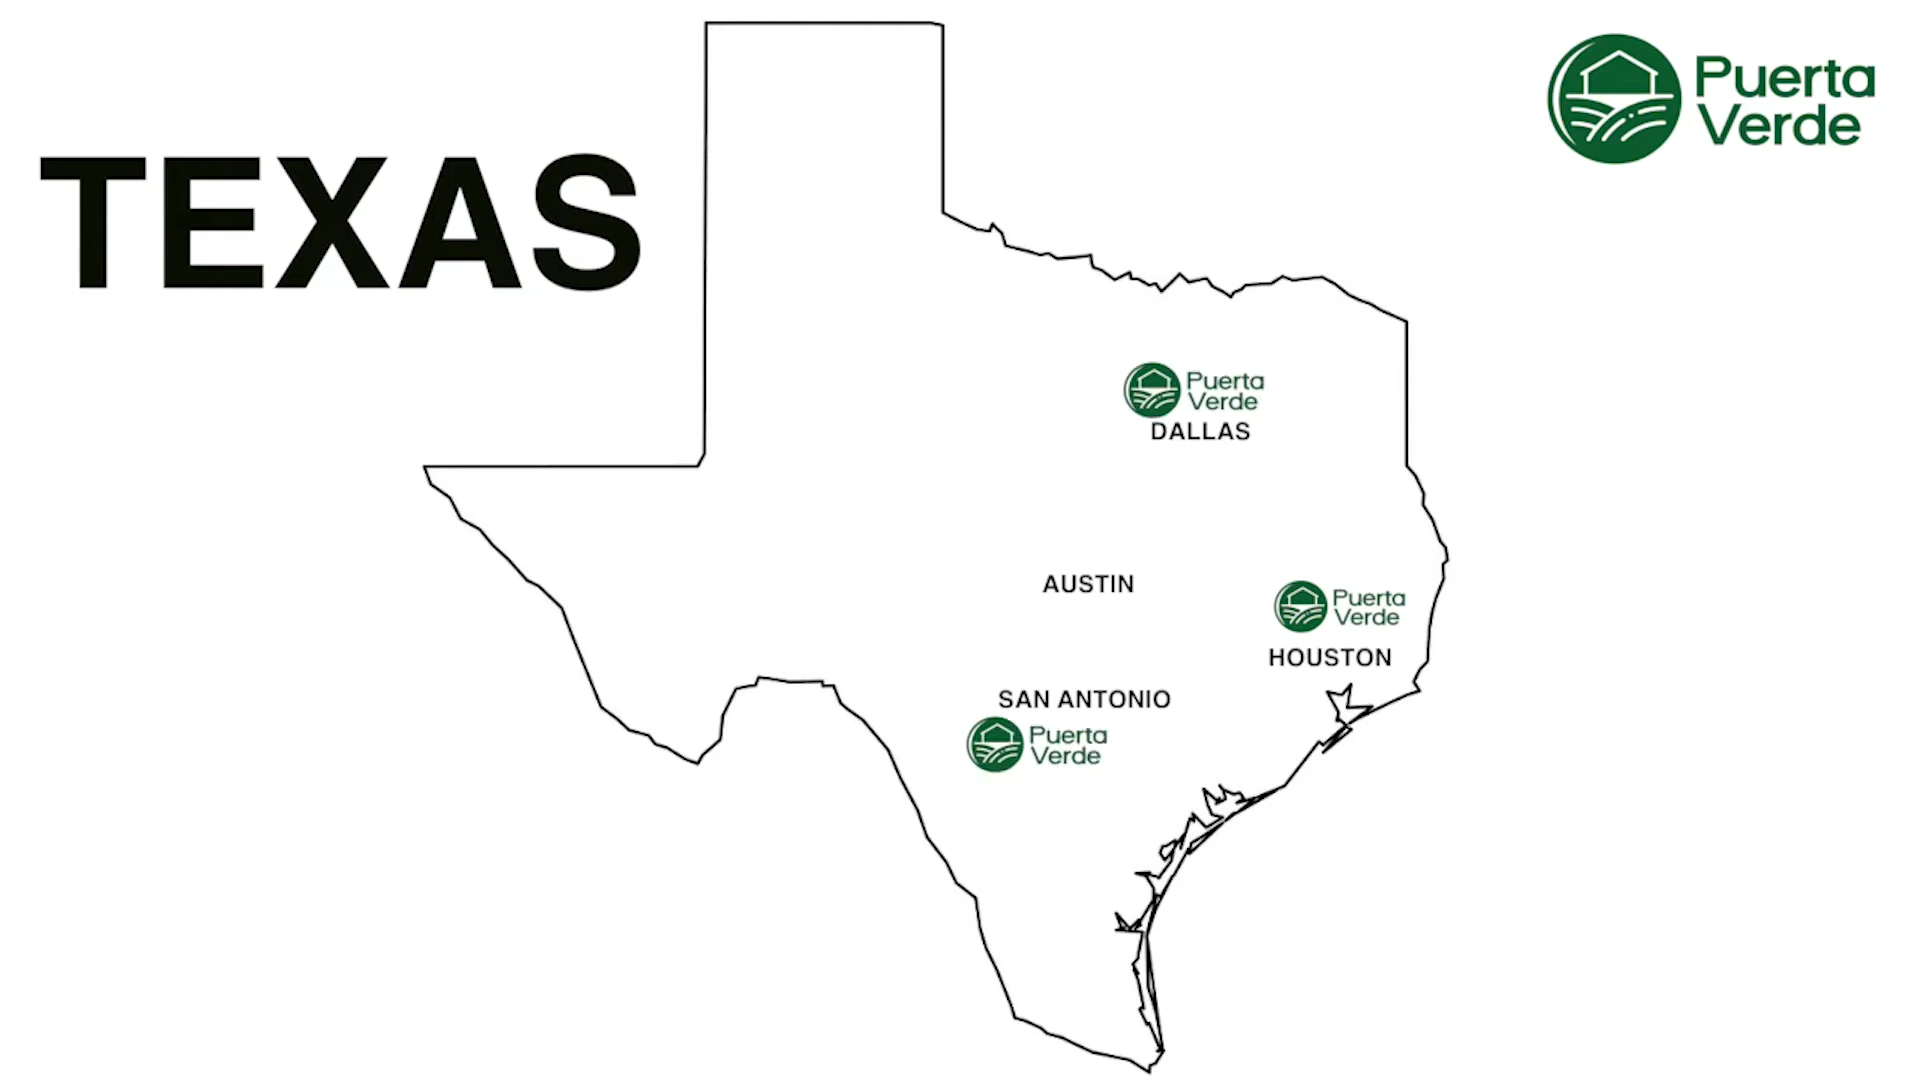 Puerta
Verde
TEXAS
Puerta
Verde
DALLAS
AUSTIN
Puerta
Verde
HOUSTON
SAN ANTONIO
Puerta
Verde